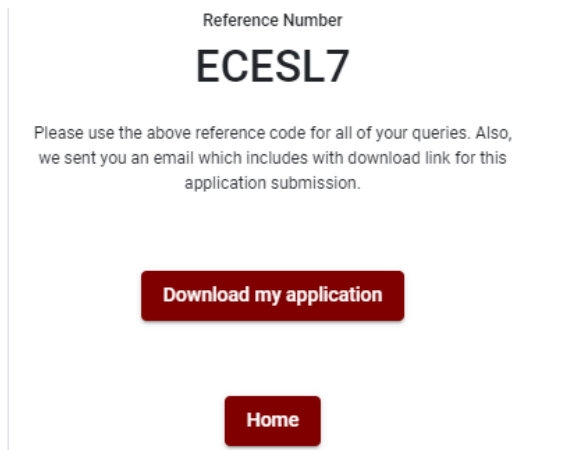 Reference Number
ECESL7
Please use the above reference code for all of your queries. Also,
we sent you an email which includes with download link for this
application submission.
Download my application
Home